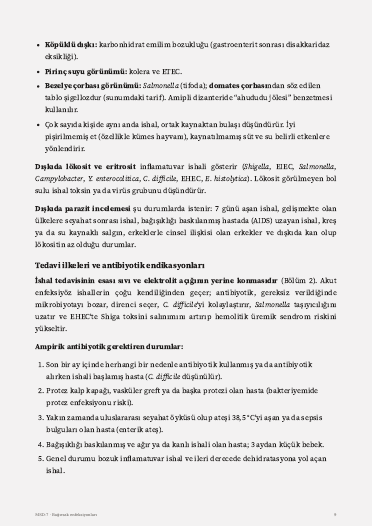 • Köpüklü dışkı: karbonhidrat emilim bozukluğu (gastroenterit sonrası disakkaridaz
eksikliği).
• Pirinç suyu görünümü: kolera ve ETEC.
• Bezelye çorbası görünümü: Salmonella (tifoda); domates çorbasından söz edilen
tablo şigellozdur (sunumdaki tarif). Amipli dizanteride "ahududu jölesi" benzetmesi
kullanılır.
• Çok sayıda kişide aynı anda ishal, ortak kaynaktan bulaşı düşündürür. İyi
pişirilmemiş et (özellikle kümes hayvanı), kaynatılmamış süt ve su belirli etkenlere
yönlendirir.
Dışkıda lökosit ve eritrosit inflamatuvar ishali gösterir (Shigella, EIEC, Salmonella,
Campylobacter, Y. enterocolitica, C. difficile, EHEC, E. histolytica). Lökosit görülmeyen bol
sulu ishal toksin ya da virüs grubunu düşündürür.
Dışkıda parazit incelemesi şu durumlarda istenir: 7 günü aşan ishal, gelişmekte olan
ülkelere seyahat sonrası ishal, bağışıklığı baskılanmış hastada (AIDS) uzayan ishal, kreş
ya da su kaynaklı salgın, erkeklerle cinsel ilişkisi olan erkekler ve dışkıda kan olup
lökositin az olduğu durumlar.
Tedavi ilkeleri ve antibiyotik endikasyonları
İshal tedavisinin esası sıvı ve elektrolit açığının yerine konmasıdır (Bölüm 2). Akut
enfeksiyöz ishallerin çoğu kendiliğinden geçer; antibiyotik, gereksiz verildiğinde
mikrobiyotayı bozar, direnci seçer, C. difficile'yi kolaylaştırır, Salmonella taşıyıcılığını
uzatır ve EHEC'te Shiga toksini salınımını artırıp hemolitik üremik sendrom riskini
yükseltir.
Ampirik antibiyotik gerektiren durumlar:
1. Son bir ay içinde herhangi bir nedenle antibiyotik kullanmış ya da antibiyotik
alırken ishali başlamış hasta (C. difficile düşünülür).
2. Protez kalp kapağı, vasküler greft ya da başka protezi olan hasta (bakteriyemide
protez enfeksiyonu riski).
3. Yakın zamanda uluslararası seyahat öyküsü olup ateşi 38,5 °C'yi aşan ya da sepsis
bulguları olan hasta (enterik ateş).
4. Bağışıklığı baskılanmış ve ağır ya da kanlı ishali olan hasta; 3 aydan küçük bebek.
5. Genel durumu bozuk inflamatuvar ishal ve ileri derecede dehidratasyona yol açan
ishal.